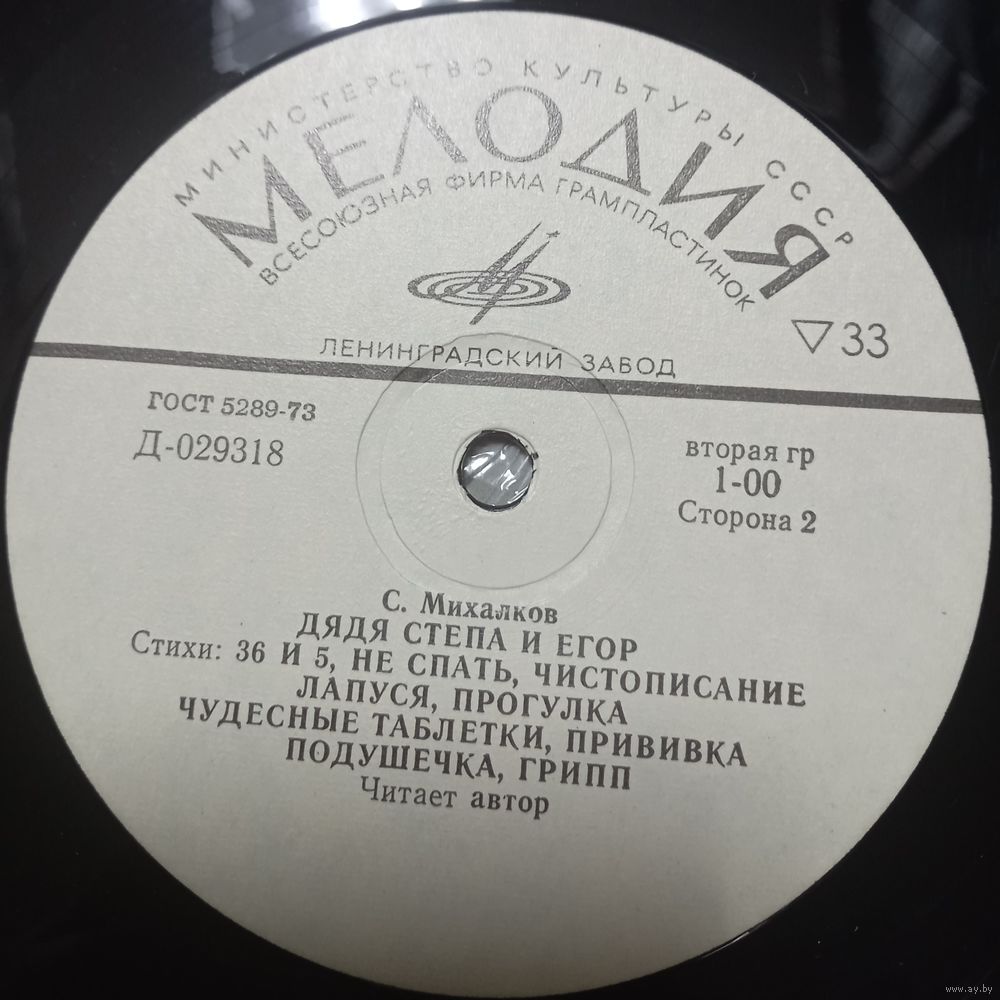 МИНИСТЕРСТВО КУЛЬТУРЫ СССР
МЕЛОДИЯ
ВСЕСОЮЗНАЯ ФИРМА ГРАМПЛАСТИНОК
33
ЛЕНИНГРАДСКИЙ ЗАВОД
ГОСТ 5289-73
Д-029318
вторая гр
1-00
Сторона 2
С. Михалков
ДЯДЯ СТЕПА И ЕГОР
Стихи: 36 И 5, НЕ СПАТЬ, ЧИСТОПИСАНИЕ
ЛАПУСЯ, ПРОГУЛКА
ЧУДЕСНЫЕ ТАБЛЕТКИ, ПРИВИВКА
ПОДУШЕЧКА, ГРИПП
Читает автор
www.ay.by